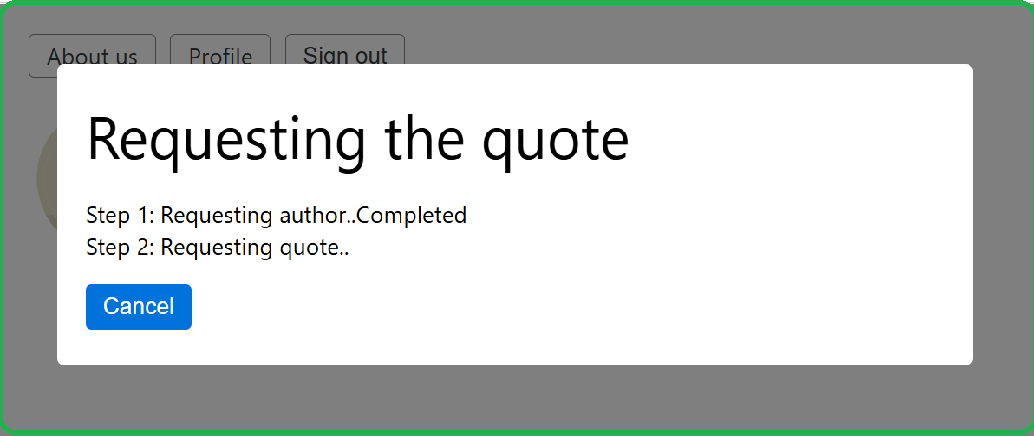 About us Profile Sign out
Requesting the quote
Step 1: Requesting author..Completed
Step 2: Requesting quote..
Cancel